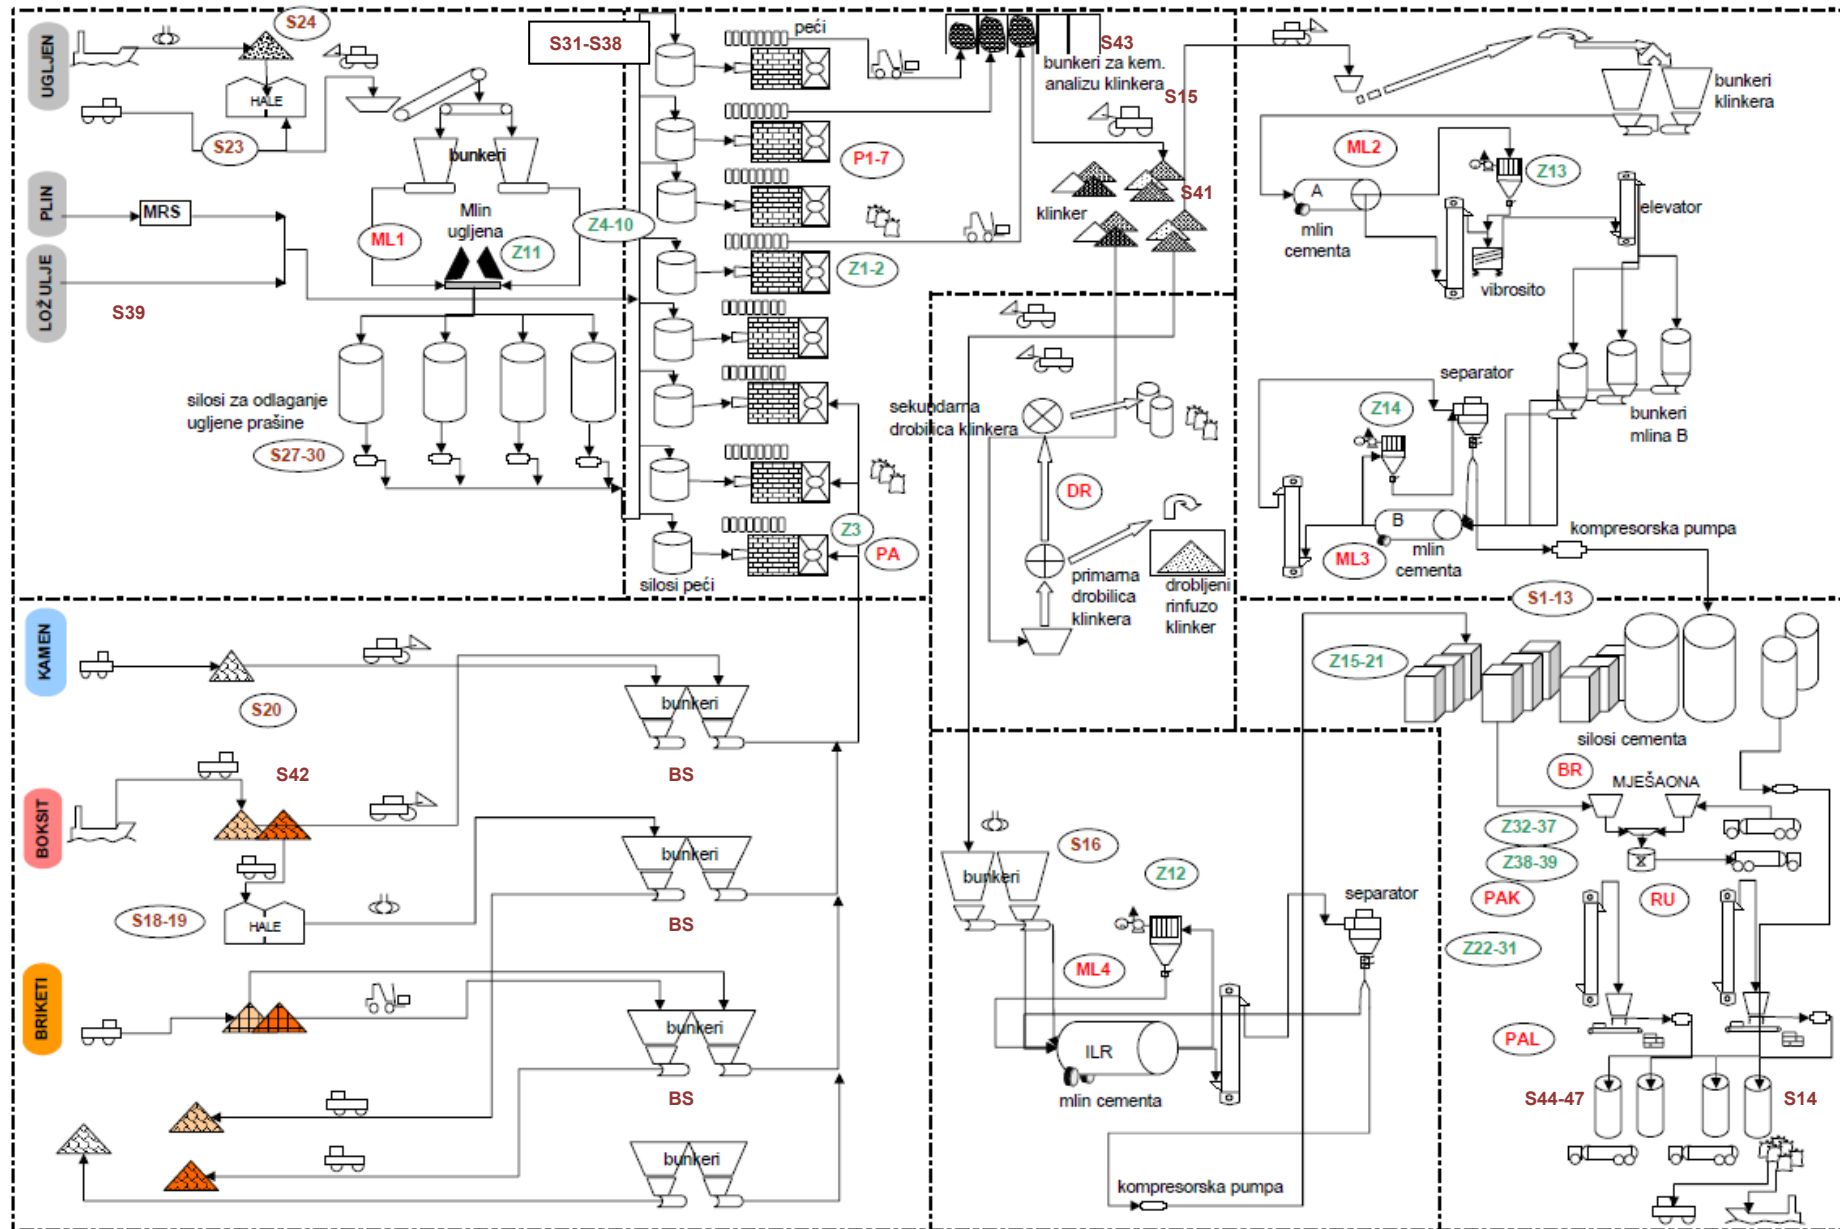 UGLJEN
S24
HALE
S23
bunkeri
PLIN
MRS
Mlin
ugljena
ML1
Z11
Z4-10
LOŽ ULJE
S39
silosi za odlaganje
ugljene prašine
S27-30
S31-S38
peći
P1-7
Z1-2
Z3
PA
silosi peći
S43
bunkeri za kem.
analizu klinkera
S15
S41
klinker
sekundarna
drobilica klinkera
DR
primarna
drobilica
klinkera
drobljeni
rinfuzo
klinker
bunkeri
klinkera
ML2
Z13
A
mlin
cementa
elevator
vibrosito
separator
Z14
bunkeri
mlina B
B
ML3
mlin
cementa
kompresorska pumpa
KAMEN
S20
bunkeri
BS
BOKSIT
S42
bunkeri
S18-19
HALE
BS
BRIKETI
bunkeri
BS
bunkeri
S16
bunkeri
Z12
separator
ML4
ILR
mlin cementa
kompresorska pumpa
S1-13
Z15-21
silosi cementa
BR
MJEŠAONA
Z32-37
Z38-39
PAK
RU
Z22-31
PAL
S44-47
S14